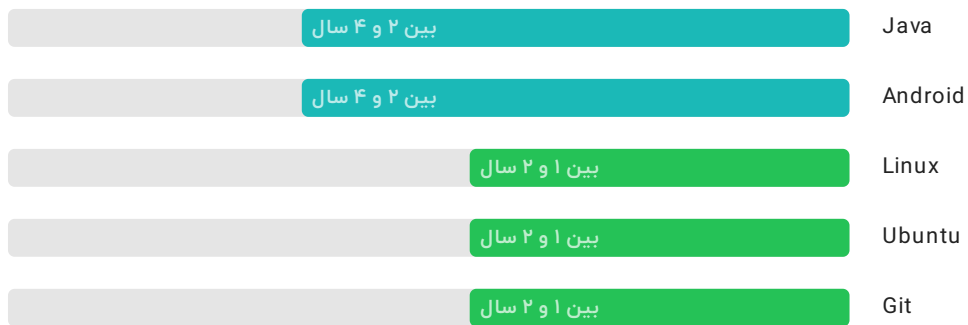 Java بین ۲ و ۴ سال
Android بین ۲ و ۴ سال
Linux بین ۱ و ۲ سال
Ubuntu بین ۱ و ۲ سال
Git بین ۱ و ۲ سال